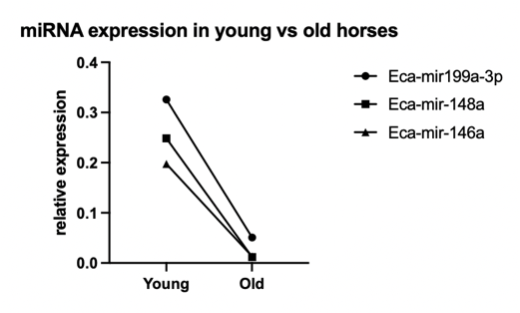 miRNA expression in young vs old horses
relative expression
0.4
0.3
0.2
0.1
0.0
Young
Old
Eca-mir199a-3p
Eca-mir-148a
Eca-mir-146a